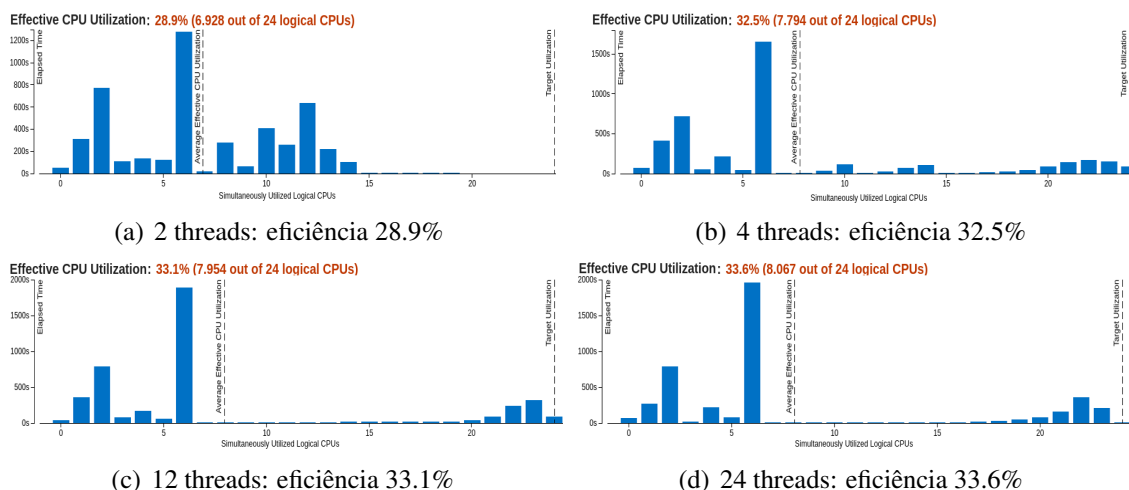 Effective CPU Utilization: 28.9% (6.928 out of 24 logical CPUs)
Elapsed Time
1200s
1000s
800s
600s
400s
200s
0s
Average Effective CPU Utilization
Target Utilization
0 5 10 15 20
Simultaneously Utilized Logical CPUs
(a) 2 threads: eficiência 28.9%
Effective CPU Utilization: 32.5% (7.794 out of 24 logical CPUs)
Elapsed Time
1500s
1000s
500s
0s
Average Effective CPU Utilization
Target Utilization
0 5 10 15 20
Simultaneously Utilized Logical CPUs
(b) 4 threads: eficiência 32.5%
Effective CPU Utilization: 33.1% (7.954 out of 24 logical CPUs)
Elapsed Time
2000s
1500s
1000s
500s
0s
Average Effective CPU Utilization
Target Utilization
0 5 10 15 20
Simultaneously Utilized Logical CPUs
(c) 12 threads: eficiência 33.1%
Effective CPU Utilization: 33.6% (8.067 out of 24 logical CPUs)
Elapsed Time
2000s
1500s
1000s
500s
0s
Average Effective CPU Utilization
Target Utilization
0 5 10 15 20
Simultaneously Utilized Logical CPUs
(d) 24 threads: eficiência 33.6%